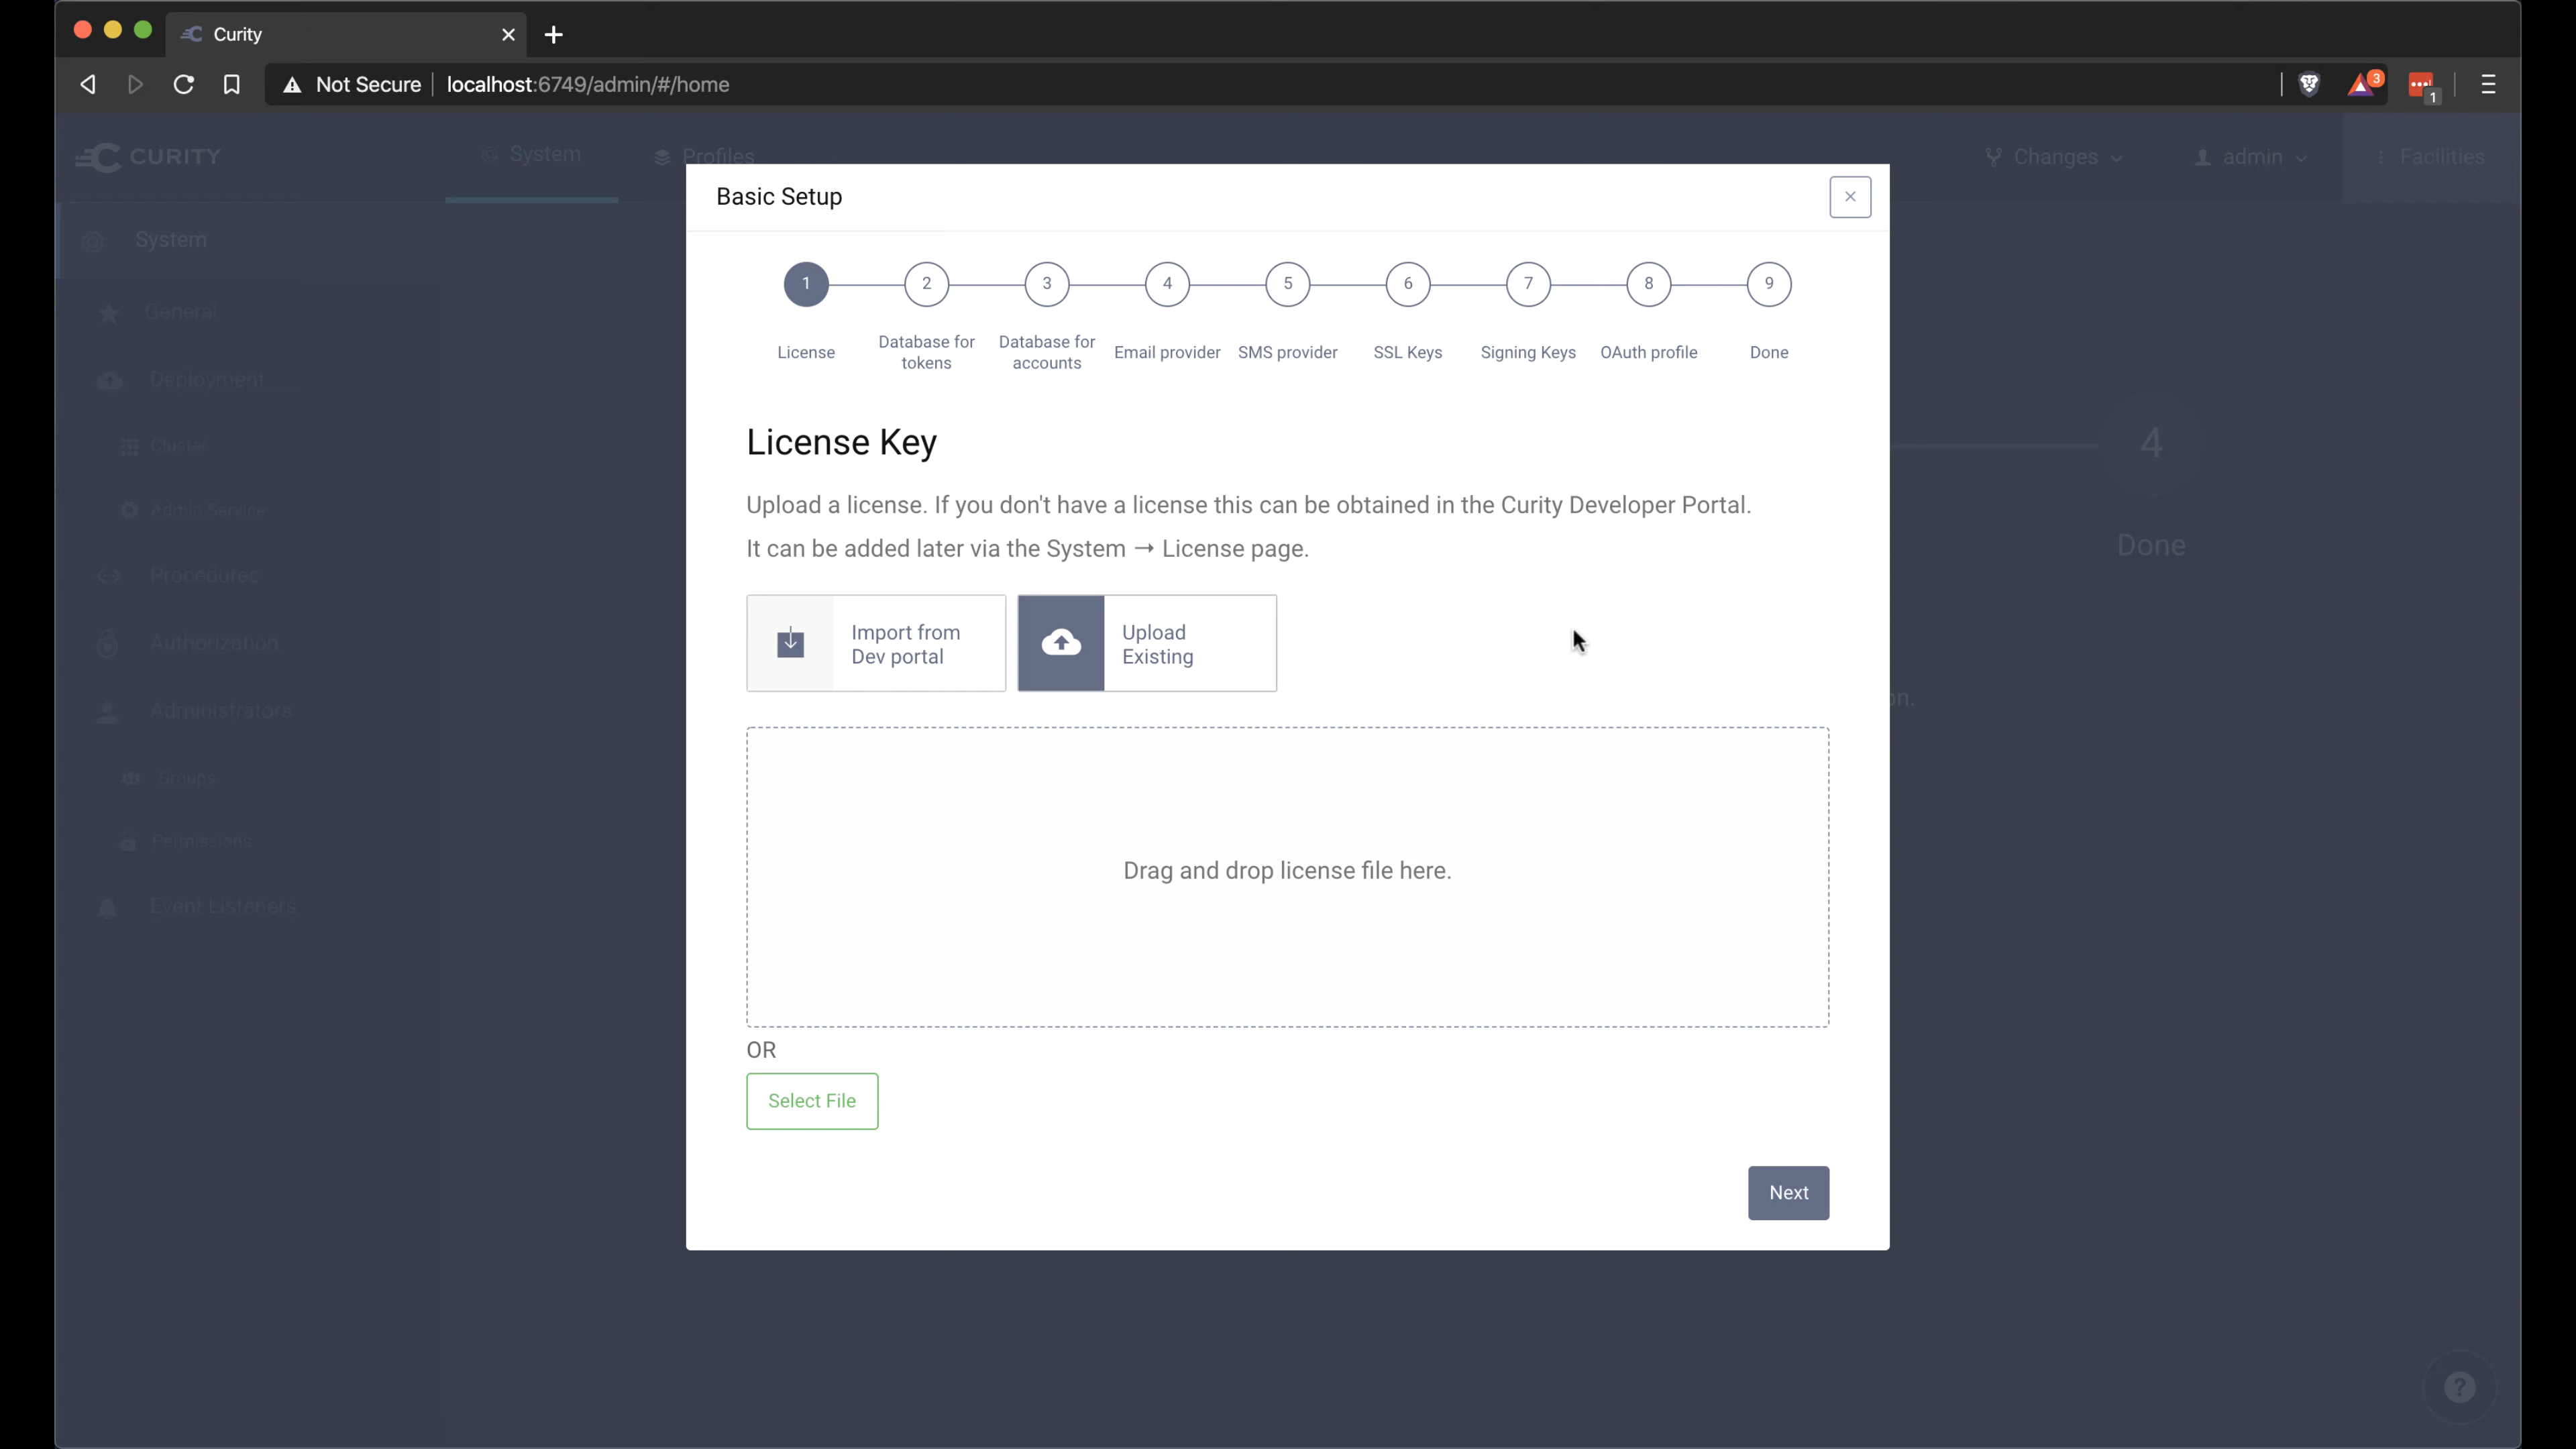 Curity
Not Secure
localhost:6749/admin/#/home
3
1
CURITY
System
Profiles
Changes
admin
Facilities
System
General
Deployment
Cluster
Admin Service
Procedures
Authorization
Administrators
Groups
Permissions
Event Listeners
Basic Setup
1
2
3
4
5
6
7
8
9
License
Database for
tokens
Database for
accounts
Email provider
SMS provider
SSL Keys
Signing Keys
OAuth profile
Done
License Key
Upload a license. If you don't have a license this can be obtained in the Curity Developer Portal.
It can be added later via the System → License page.
Import from
Dev portal
Upload
Existing
Drag and drop license file here.
OR
Select File
Next
4
Done
on.
?